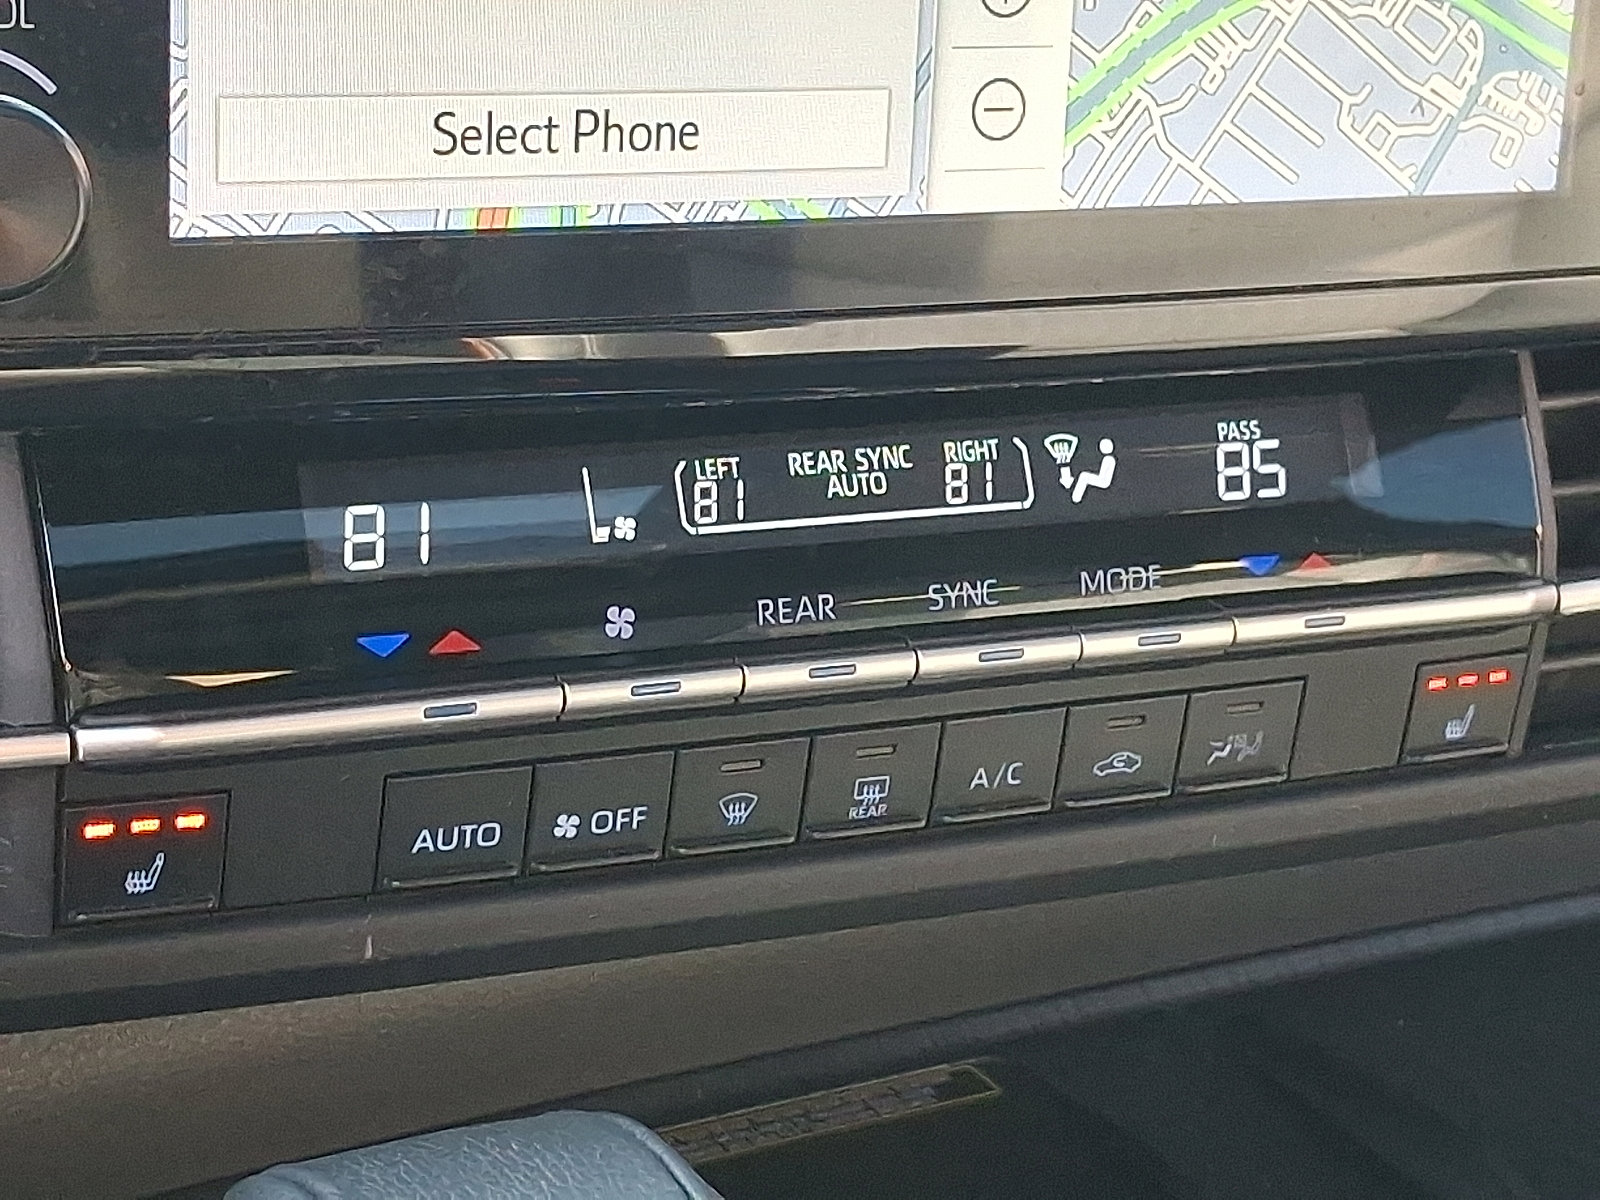 Select Phone
81
LEFT
81
REAR SYNC
AUTO
RIGHT
81
PASS
85
REAR
SYNC
MODE
AUTO
OFF
REAR
A/C